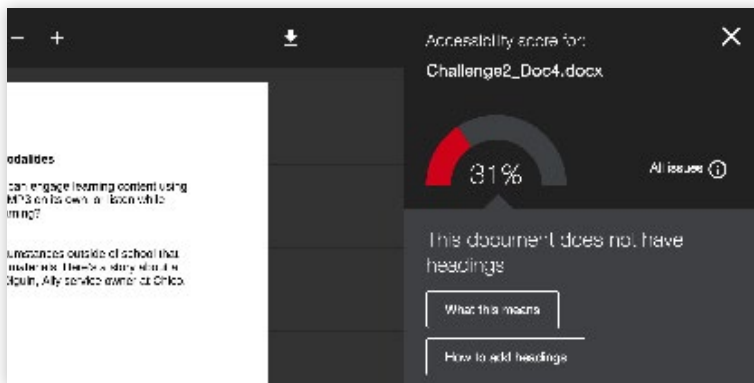 Accessibility score for:
Challenge2_Doc4.docx
31%
All issues
This document does not have
headings
What this means
How to add headings
odalities
can engage learning content using
MP3 on its own, or listen while
rning?
umstances outside of school that
materials. Here's a story about a
olguin, Ally service owner at Chico.